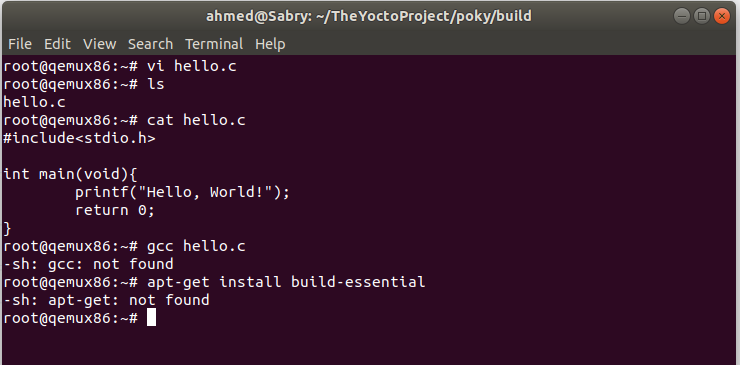 ahmed@Sabry: ~/TheYoctoProject/poky/build
File Edit View Search Terminal Help
root@qemux86:~# vi hello.c
root@qemux86:~# ls
hello.c
root@qemux86:~# cat hello.c
#include<stdio.h>

int main(void){
        printf("Hello, World!");
        return 0;
}
root@qemux86:~# gcc hello.c
-sh: gcc: not found
root@qemux86:~# apt-get install build-essential
-sh: apt-get: not found
root@qemux86:~#